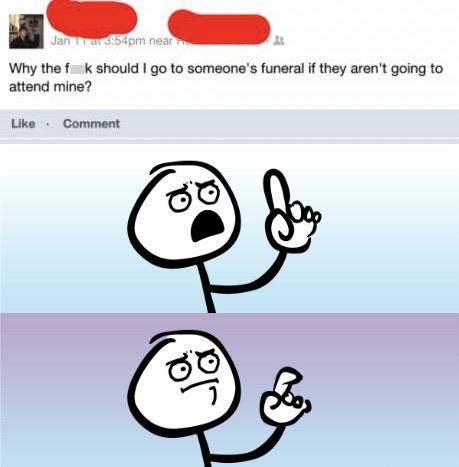 Jan 11 at 3:54pm near
Why the f k should I go to someone's funeral if they aren't going to
attend mine?
Like · Comment